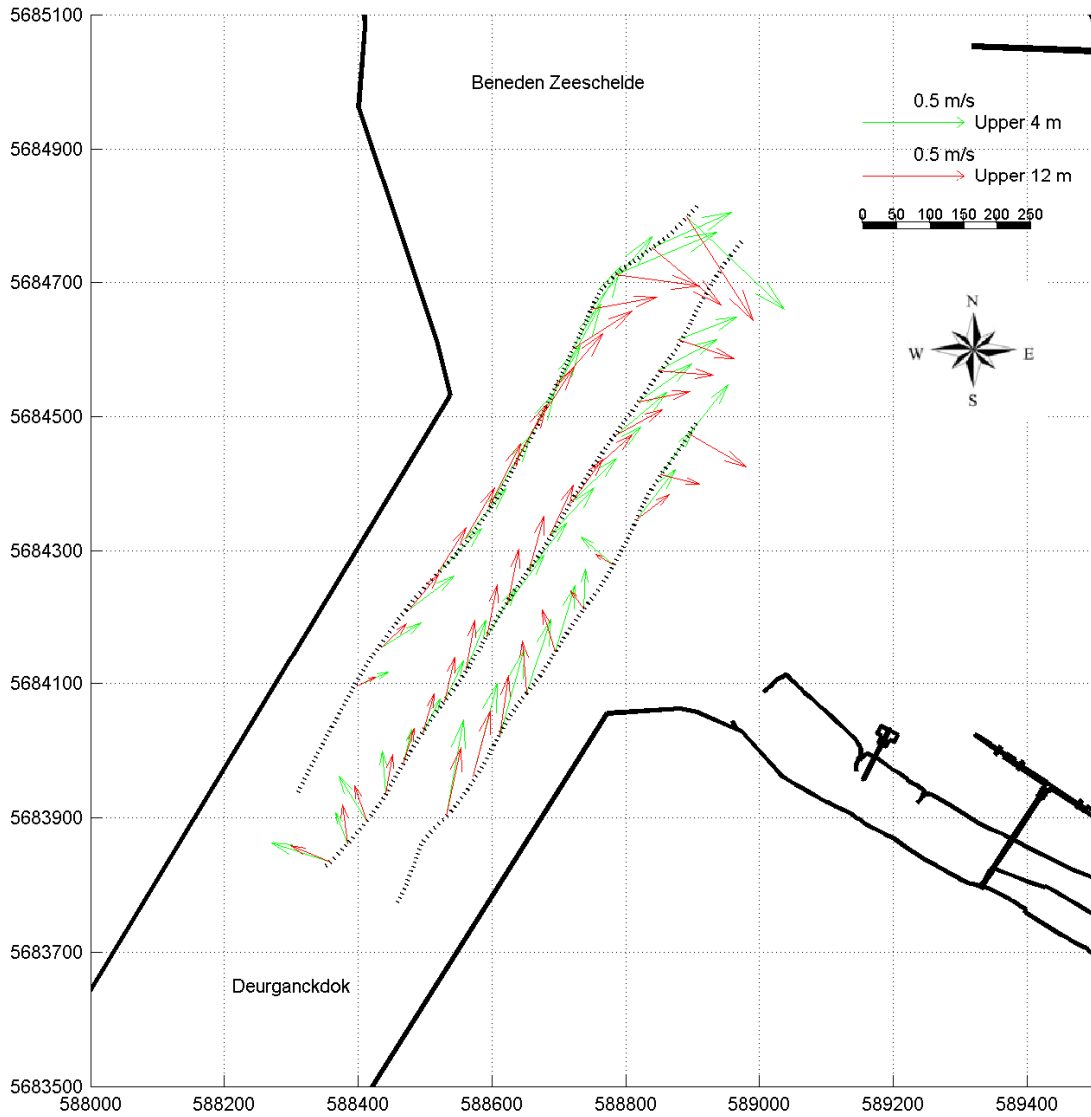 5685100
Beneden Zeeschelde
0.5 m/s
Upper 4 m
5684900
0.5 m/s
Upper 12 m
0 50 100 150 200 250
5684700
N
W E
S
5684500
5684300
5684100
5683900
5683700
Deurganckdok
5683500
588000 588200 588400 588600 588800 589000 589200 589400